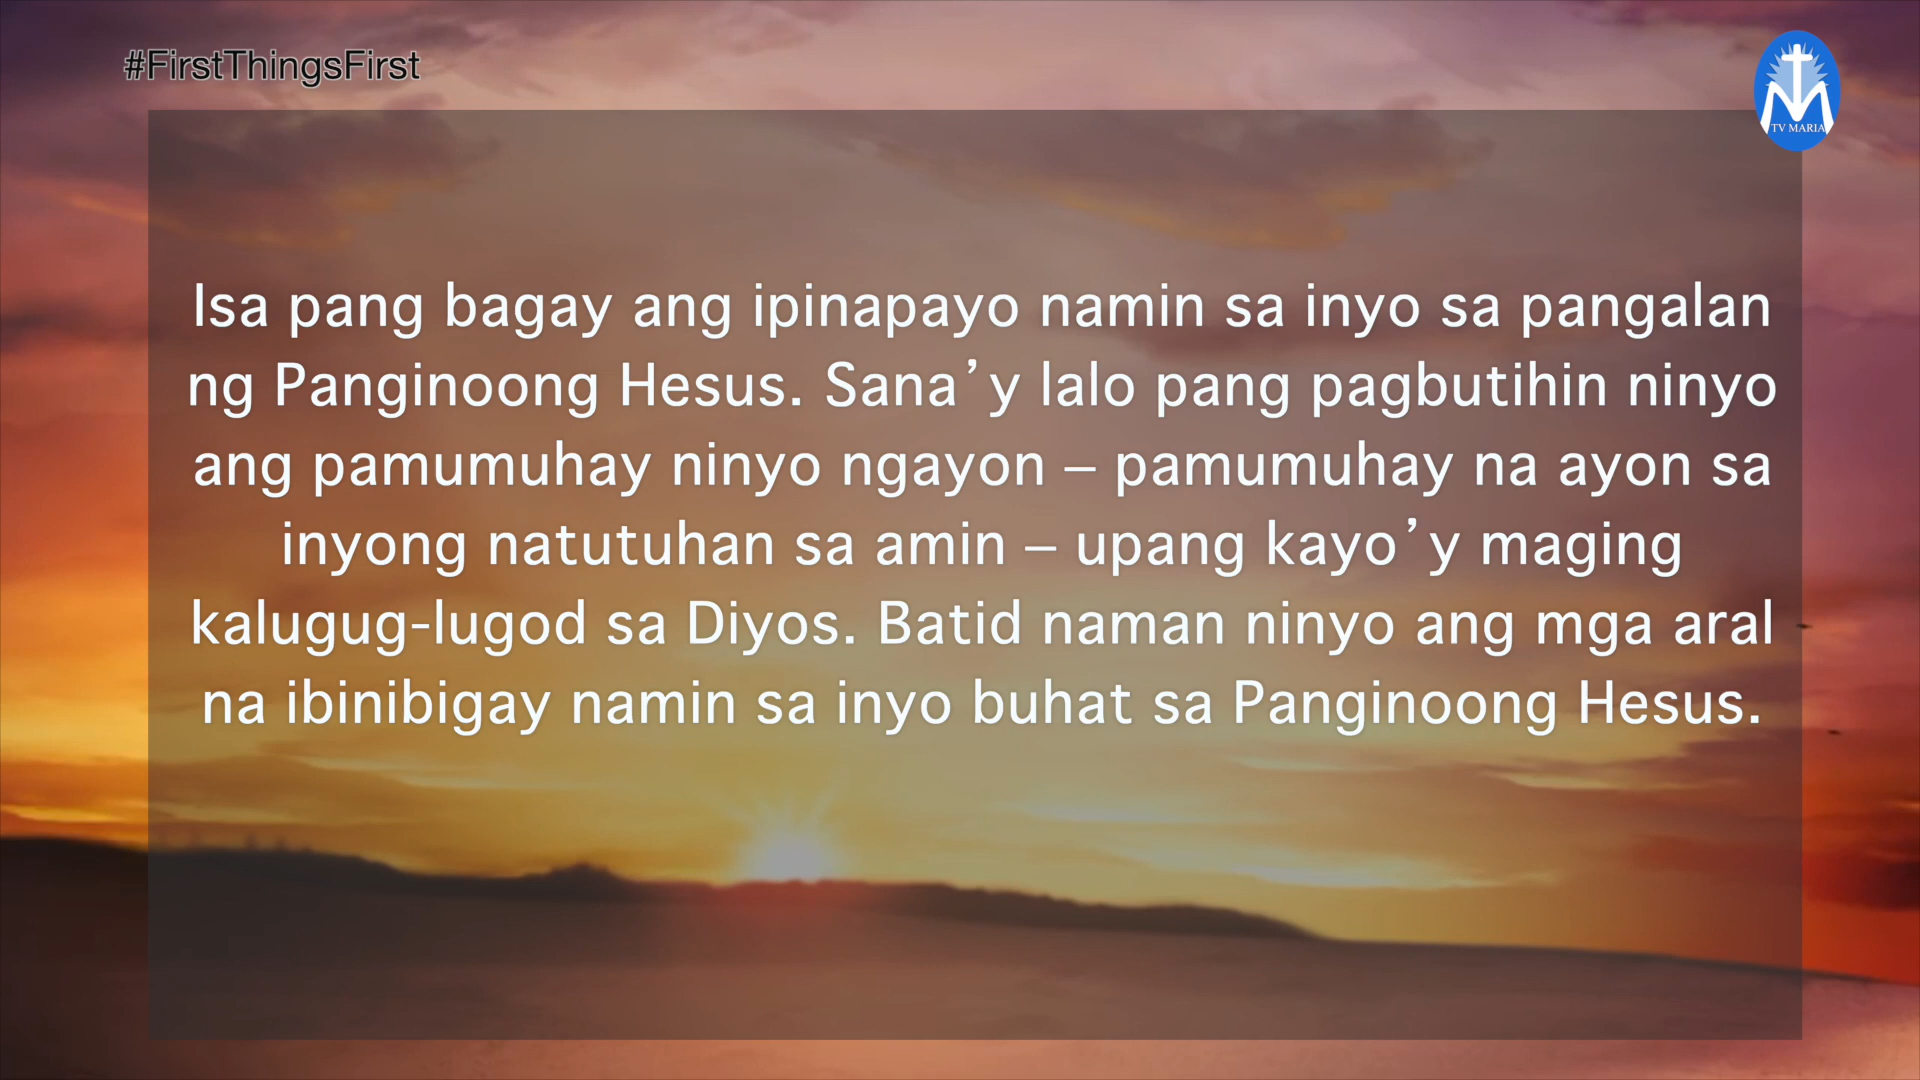 #FirstThingsFirst
TV MARIA
Isa pang bagay ang ipinapayo namin sa inyo sa pangalan
ng Panginoong Hesus. Sana’y lalo pang pagbutihin ninyo
ang pamumuhay ninyo ngayon – pamumuhay na ayon sa
inyong natutuhan sa amin – upang kayo’y maging
kalugug-lugod sa Diyos. Batid naman ninyo ang mga aral
na ibinibigay namin sa inyo buhat sa Panginoong Hesus.